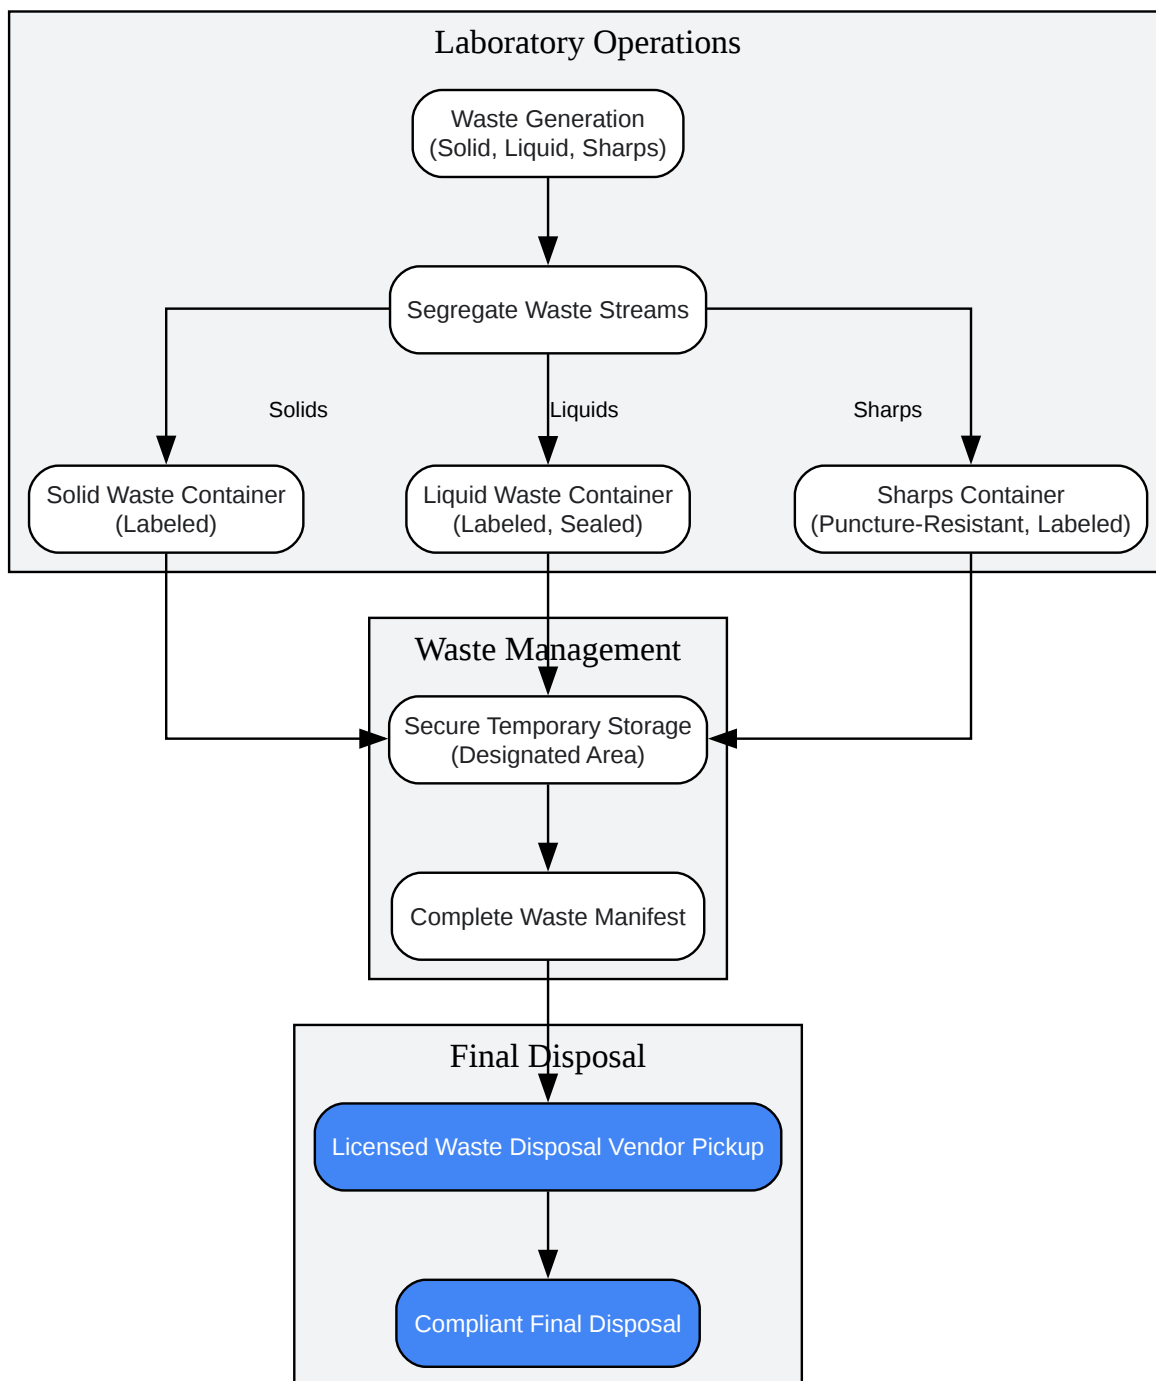 Laboratory Operations
Waste Generation
(Solid, Liquid, Sharps)
Segregate Waste Streams
Solids
Liquids
Sharps
Solid Waste Container
(Labeled)
Liquid Waste Container
(Labeled, Sealed)
Sharps Container
(Puncture-Resistant, Labeled)
Waste Management
Secure Temporary Storage
(Designated Area)
Complete Waste Manifest
Final Disposal
Licensed Waste Disposal Vendor Pickup
Compliant Final Disposal